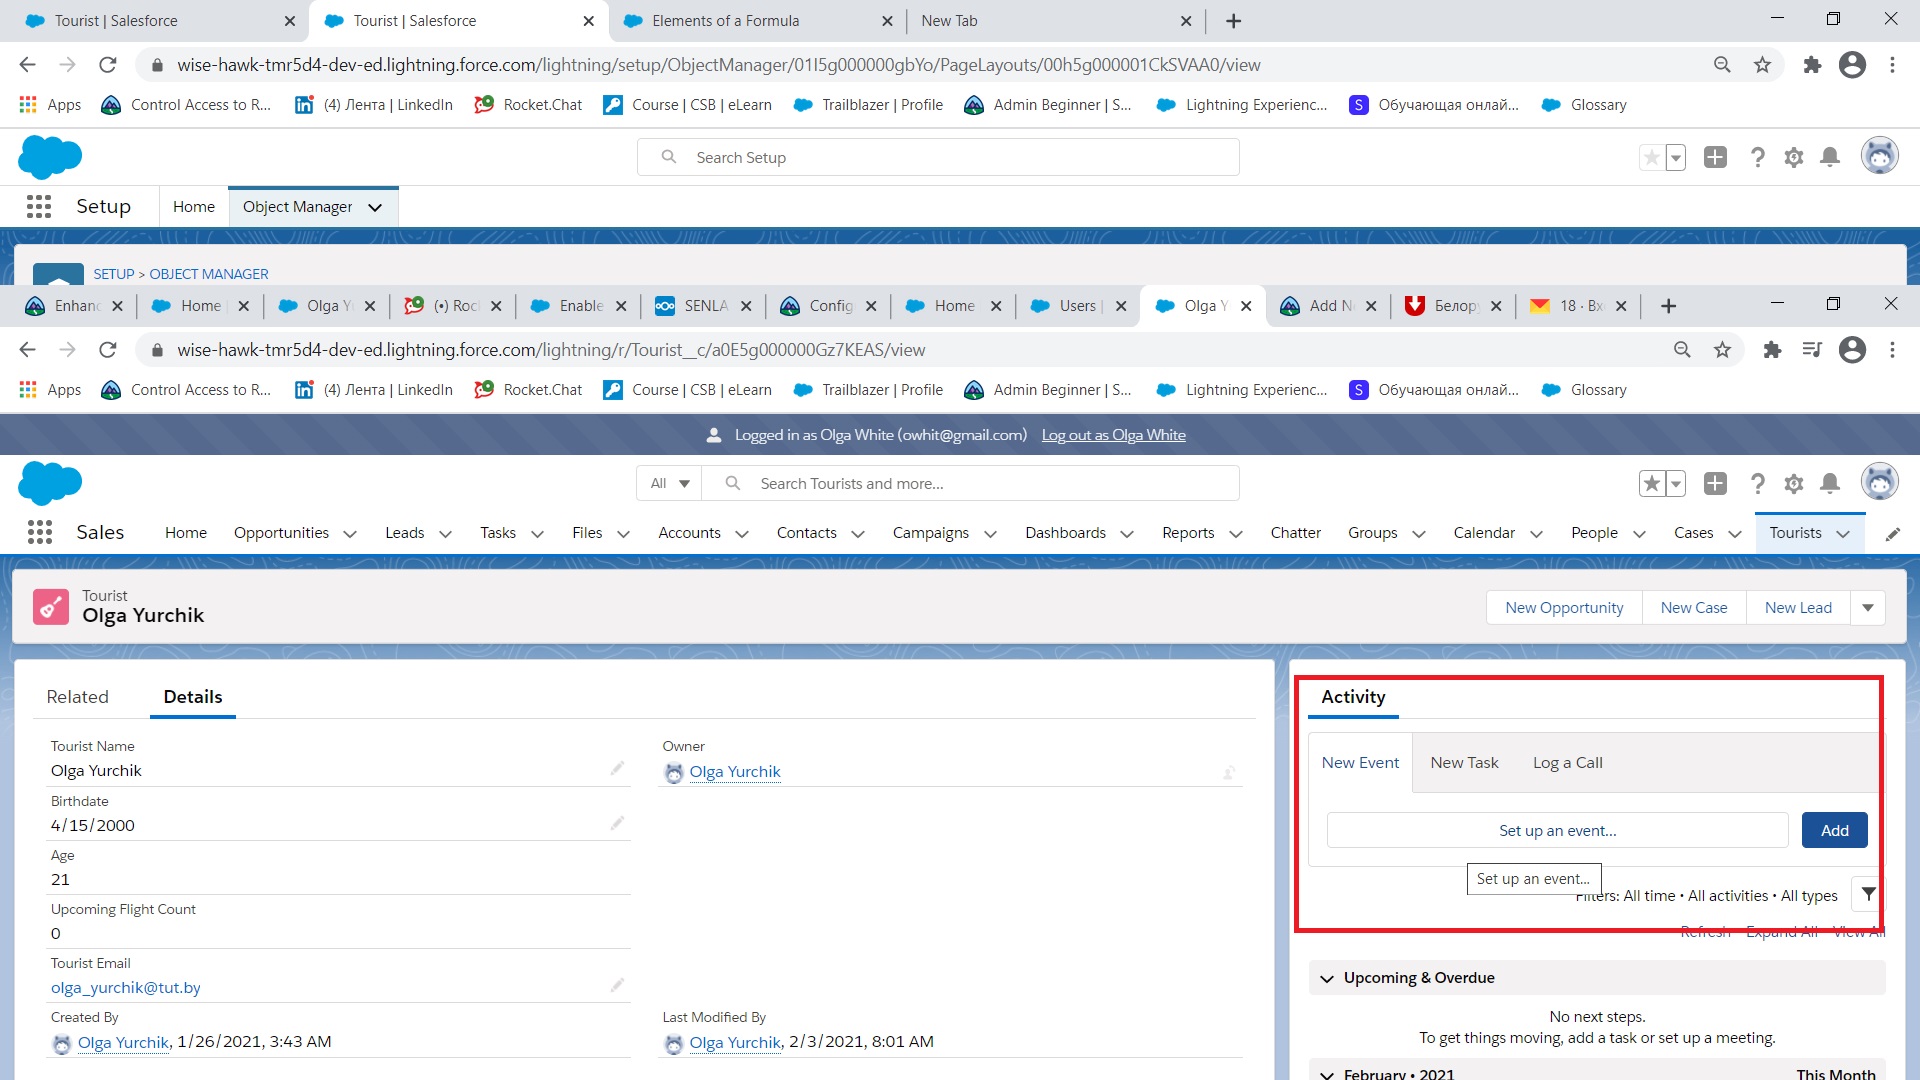 Tourist | Salesforce
Tourist | Salesforce
Elements of a Formula
New Tab
wise-hawk-tmr5d4-dev-ed.lightning.force.com/lightning/setup/ObjectManager/01I5g000000gbYo/PageLayouts/00h5g000001CkSVAA0/view
Apps
Control Access to R...
(4) Лента | LinkedIn
Rocket.Chat
Course | CSB | eLearn
Trailblazer | Profile
Admin Beginner | S...
Lightning Experienc...
Обучающая онлай...
Glossary
Search Setup
Setup
Home
Object Manager
SETUP > OBJECT MANAGER
Enhanc
Home
Olga Y
(•) Roc
Enable
SENLA
Config
Home
Users |
Olga Y
Add N
Белор
18 · Вх
wise-hawk-tmr5d4-dev-ed.lightning.force.com/lightning/r/Tourist__c/a0E5g000000Gz7KEAS/view
Apps
Control Access to R...
(4) Лента | LinkedIn
Rocket.Chat
Course | CSB | eLearn
Trailblazer | Profile
Admin Beginner | S...
Lightning Experienc...
Обучающая онлай...
Glossary
Logged in as Olga White (owhit@gmail.com) Log out as Olga White
All
Search Tourists and more...
Sales
Home
Opportunities
Leads
Tasks
Files
Accounts
Contacts
Campaigns
Dashboards
Reports
Chatter
Groups
Calendar
People
Cases
Tourists
Tourist
Olga Yurchik
New Opportunity
New Case
New Lead
Related
Details
Tourist Name
Olga Yurchik
Owner
Olga Yurchik
Birthdate
4/15/2000
Age
21
Upcoming Flight Count
0
Tourist Email
olga_yurchik@tut.by
Created By
Olga Yurchik, 1/26/2021, 3:43 AM
Last Modified By
Olga Yurchik, 2/3/2021, 8:01 AM
Activity
New Event
New Task
Log a Call
Set up an event...
Add
Set up an event...
Filters: All time • All activities • All types
Refresh Expand All View All
Upcoming & Overdue
No next steps.
To get things moving, add a task or set up a meeting.
February • 2021
This Month